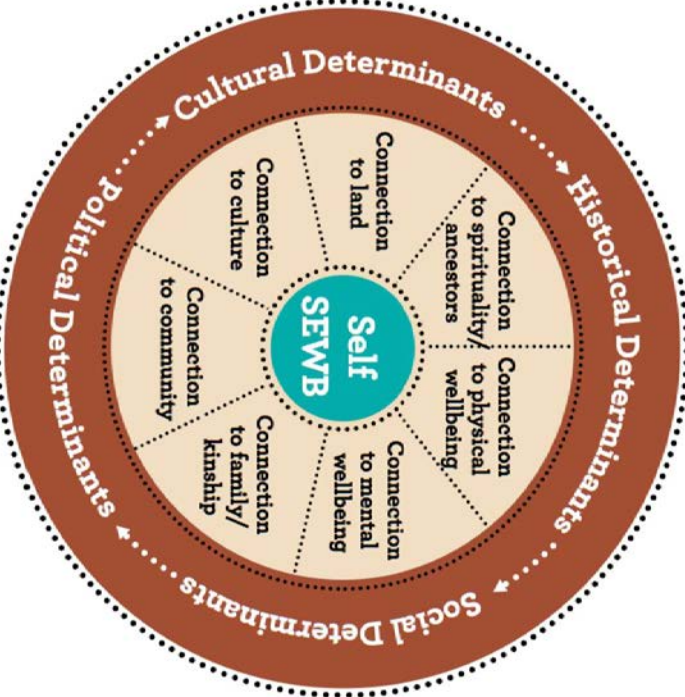 Cultural Determinants
Historical Determinants
Social Determinants
Political Determinants
Connection
to spirituality/
ancestors
Connection
to physical
wellbeing
Connection
to mental
wellbeing
Connection
to family/
kinship
Connection
to community
Connection
to culture
Connection
to land
Self
SEWB